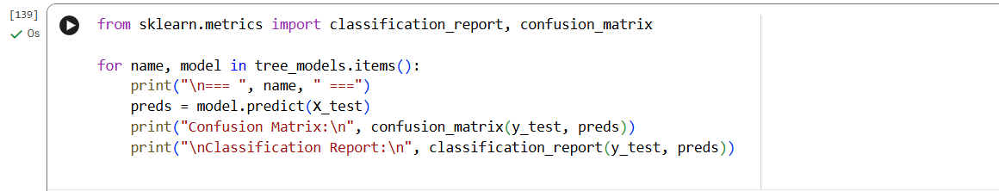 [139]
0s
from sklearn.metrics import classification_report, confusion_matrix
for name, model in tree_models.items():
    print("\n=== ", name, " ===")
    preds = model.predict(X_test)
    print("Confusion Matrix:\n", confusion_matrix(y_test, preds))
    print("\nClassification Report:\n", classification_report(y_test, preds))